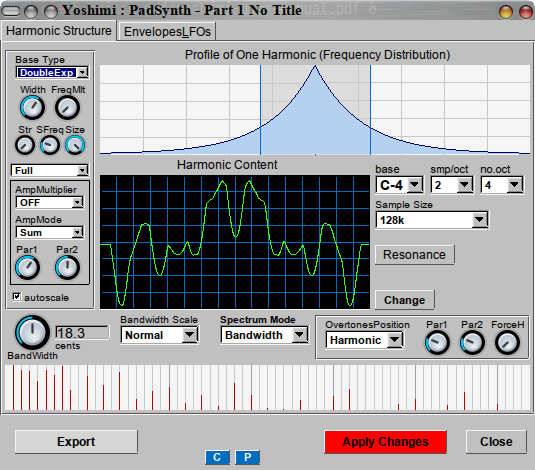 Yoshimi : PadSynth - Part 1 No Title
Harmonic Structure
Envelopes
LFOs
Base Type
DoubleExp
Width
FreqMlt
Str
SFreq
Size
Full
AmpMultiplier
OFF
AmpMode
Sum
Par1
Par2
autoscale
Profile of One Harmonic (Frequency Distribution)
Harmonic Content
base
smp/oct
no.oct
C-4
2
4
Sample Size
128k
Resonance
Change
BandWidth
18.3
cents
Bandwidth Scale
Normal
Spectrum Mode
Bandwidth
OvertonesPosition
Harmonic
Par1
Par2
ForceH
Export
C
P
Apply Changes
Close